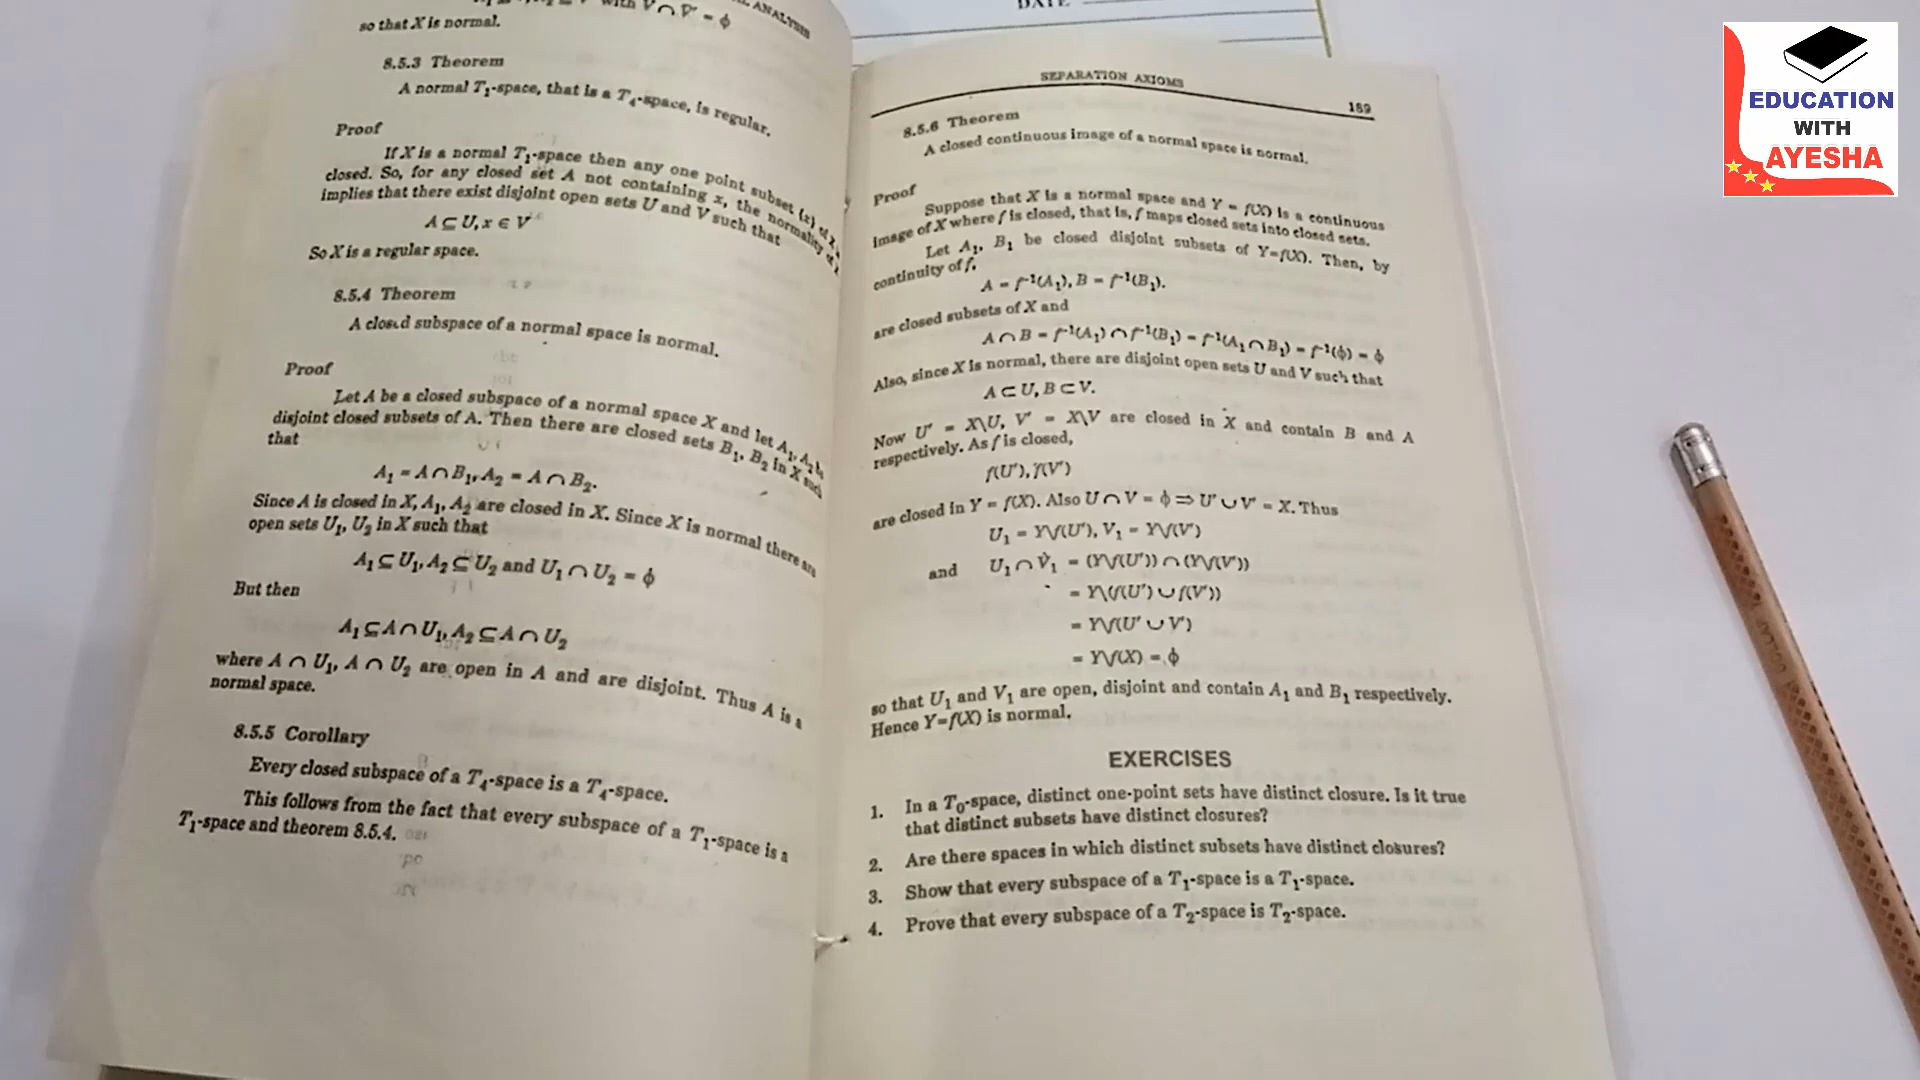 with V ∩ V' = ϕ
ANALYSIS
so that X is normal.
8.5.3 Theorem
A normal T₁-space, that is a T₄-space, is regular.
Proof
If X is a normal T₁-space then any one point subset {x} of X is
closed. So, for any closed set A not containing x, the normality of X
implies that there exist disjoint open sets U and V such that
A ⊆ U, x ∈ V
So X is a regular space.
8.5.4 Theorem
A closed subspace of a normal space is normal.
Proof
Let A be a closed subspace of a normal space X and let A₁, A₂ be
disjoint closed subsets of A. Then there are closed sets B₁, B₂ in X such
that
A₁ = A ∩ B₁, A₂ = A ∩ B₂.
Since A is closed in X, A₁, A₂ are closed in X. Since X is normal there are
open sets U₁, U₂ in X such that
A₁ ⊆ U₁, A₂ ⊆ U₂ and U₁ ∩ U₂ = ϕ
But then
A₁ ⊆ A ∩ U₁, A₂ ⊆ A ∩ U₂
where A ∩ U₁, A ∩ U₂ are open in A and are disjoint. Thus A is a
normal space.
8.5.5 Corollary
Every closed subspace of a T₄-space is a T₄-space.
This follows from the fact that every subspace of a T₁-space is a
T₁-space and theorem 8.5.4.
DATE
SEPARATION AXIOMS
189
8.5.6 Theorem
A closed continuous image of a normal space is normal.
Proof
Suppose that X is a normal space and Y = f(X) is a continuous
image of X where f is closed, that is, f maps closed sets into closed sets.
Let A₁, B₁ be closed disjoint subsets of Y=f(X). Then, by
continuity of f,
A = f⁻¹(A₁), B = f⁻¹(B₁).
are closed subsets of X and
A ∩ B = f⁻¹(A₁) ∩ f⁻¹(B₁) = f⁻¹(A₁ ∩ B₁) = f⁻¹(ϕ) = ϕ
Also, since X is normal, there are disjoint open sets U and V such that
A ⊂ U, B ⊂ V.
Now U' = X\U, V' = X\V are closed in X and contain B and A
respectively. As f is closed,
f(U'), f(V')
are closed in Y = f(X). Also U ∩ V = ϕ ⇒ U' ∪ V' = X. Thus
U₁ = Y\f(U'), V₁ = Y\f(V')
and U₁ ∩ V₁ = (Y\f(U')) ∩ (Y\f(V'))
= Y\(f(U') ∪ f(V'))
= Y\f(U' ∪ V')
= Y\f(X) = ϕ
so that U₁ and V₁ are open, disjoint and contain A₁ and B₁ respectively.
Hence Y=f(X) is normal.
EXERCISES
1. In a T₀-space, distinct one-point sets have distinct closure. Is it true
that distinct subsets have distinct closures?
2. Are there spaces in which distinct subsets have distinct closures?
3. Show that every subspace of a T₁-space is a T₁-space.
4. Prove that every subspace of a T₂-space is T₂-space.
EDUCATION
WITH
AYESHA